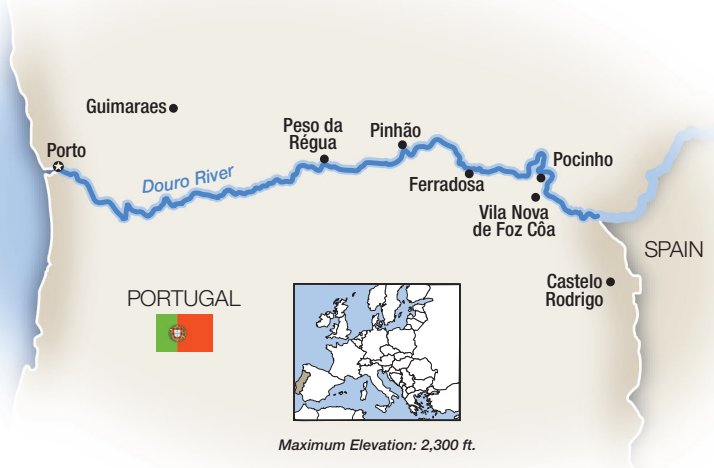 Guimaraes
Porto
Douro River
Peso da
Régua
Pinhão
Ferradosa
Pocinho
Vila Nova
de Foz Côa
SPAIN
Castelo
Rodrigo
PORTUGAL
Maximum Elevation: 2,300 ft.